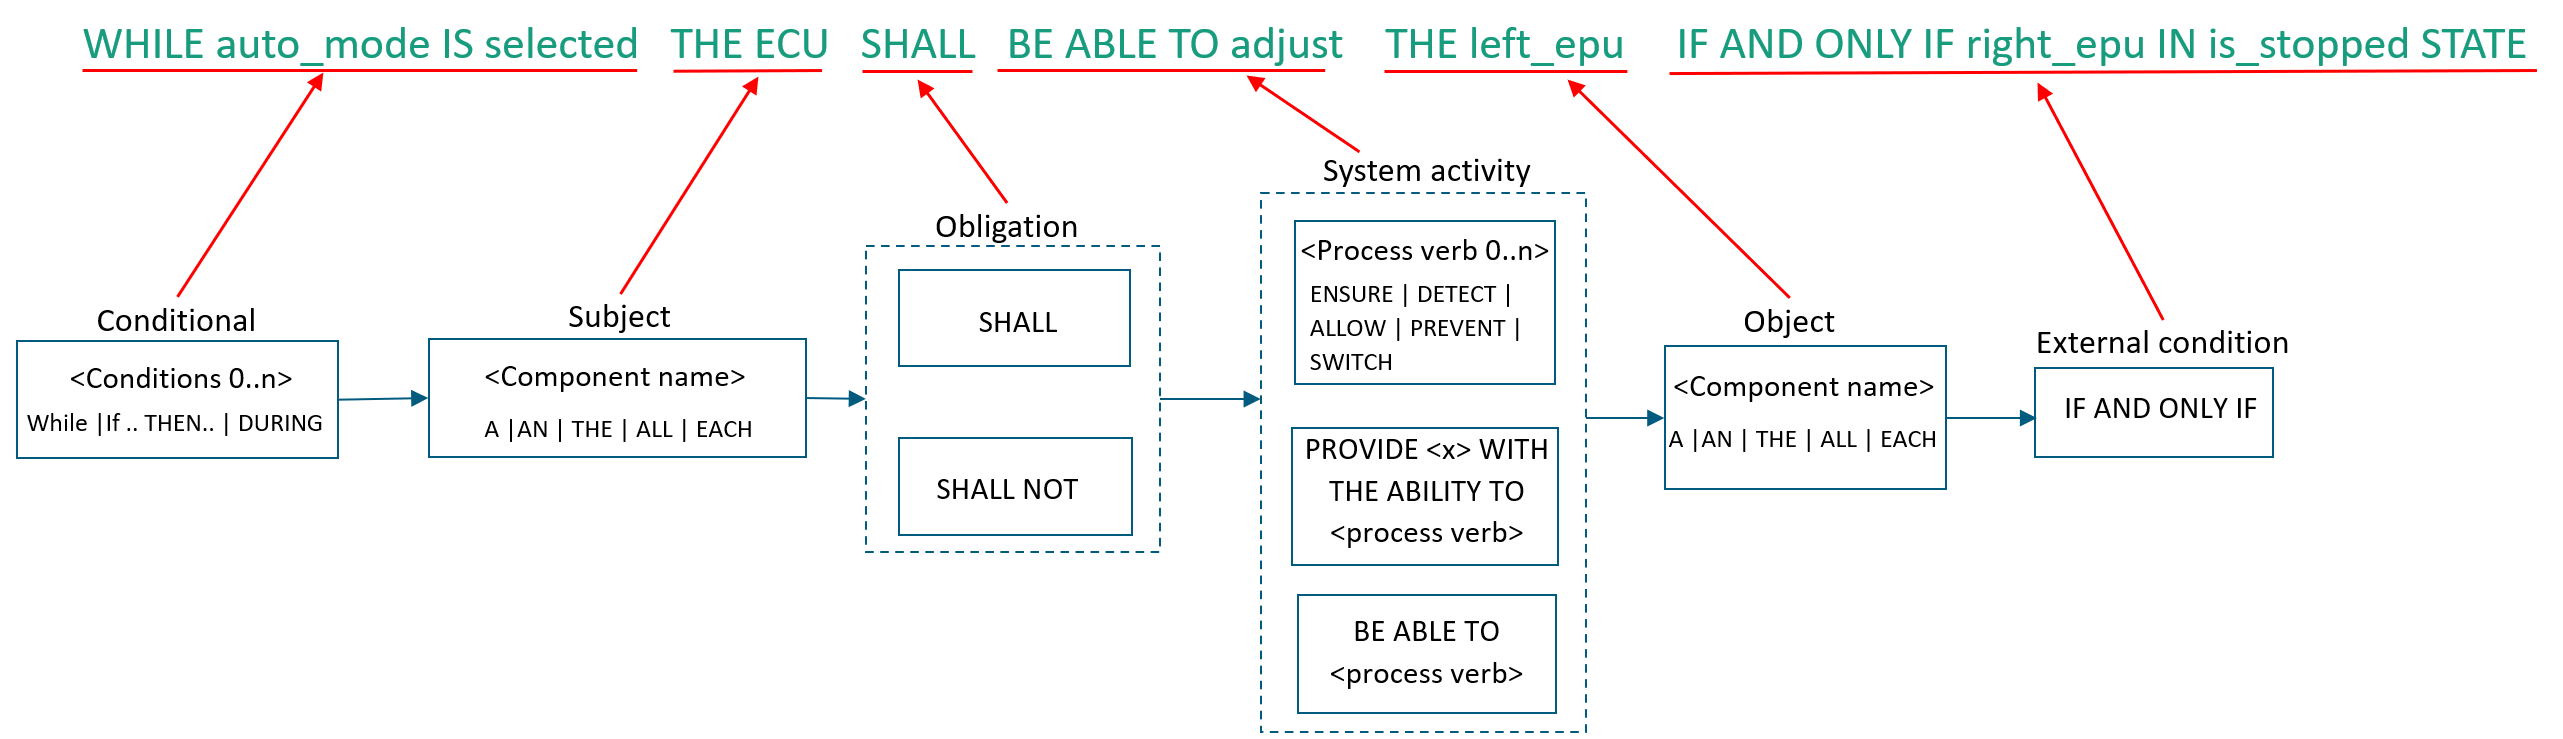 WHILE auto_mode IS selected THE ECU SHALL BE ABLE TO adjust THE left_epu IF AND ONLY IF right_epu IN is_stopped STATE
Conditional
<Conditions 0..n>
While |If .. THEN.. | DURING
Subject
<Component name>
A |AN | THE | ALL | EACH
Obligation
SHALL
SHALL NOT
System activity
<Process verb 0..n>
ENSURE | DETECT |
ALLOW | PREVENT |
SWITCH
PROVIDE <x> WITH
THE ABILITY TO
<process verb>
BE ABLE TO
<process verb>
Object
<Component name>
A |AN | THE | ALL | EACH
External condition
IF AND ONLY IF